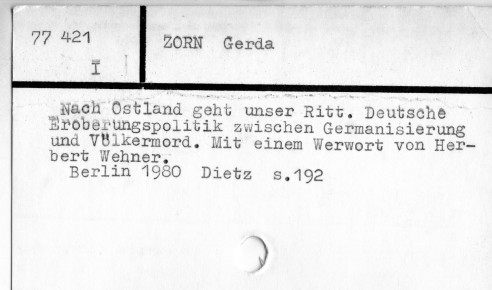 77 421
I
ZORN Gerda
Nach Ostland geht unser Ritt. Deutsche
Eroberungspolitik zwischen Germanisierung
und Völkermord. Mit einem Werwort von Her-
bert Wehner.
Berlin 1980 Dietz s.192